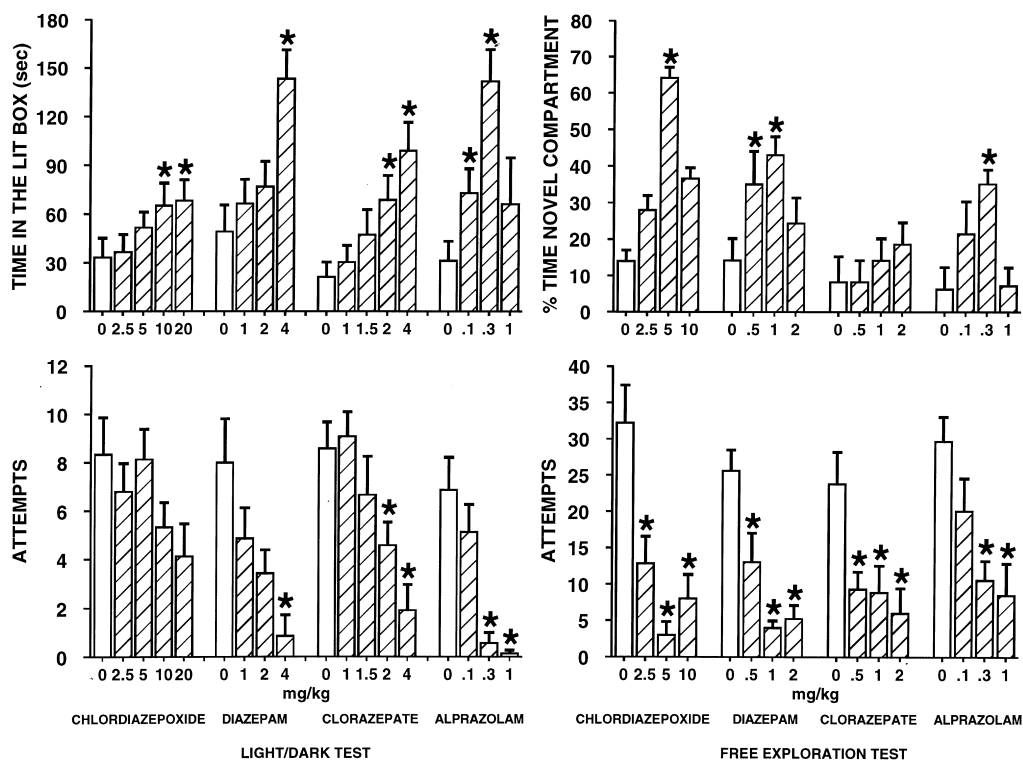 TIME IN THE LIT BOX (sec)
180
150
120
90
60
30
0
* * * * * * *
0 2.5 5 10 20 0 1 2 4 0 1 1.5 2 4 0 .1 .3 1
% TIME NOVEL COMPARTMENT
80
70
60
50
40
30
20
10
0
* * * *
0 2.5 5 10 0 .5 1 2 0 .5 1 2 0 .1 .3 1
ATTEMPTS
12
10
8
6
4
2
0
* * * * *
0 2.5 5 10 20 0 1 2 4 0 1 1.5 2 4 0 .1 .3 1
mg/kg
CHLORDIAZEPOXIDE DIAZEPAM CLORAZEPATE ALPRAZOLAM
LIGHT/DARK TEST
ATTEMPTS
40
35
30
25
20
15
10
5
0
* * * * * * * * * * *
0 2.5 5 10 0 .5 1 2 0 .5 1 2 0 .1 .3 1
mg/kg
CHLORDIAZEPOXIDE DIAZEPAM CLORAZEPATE ALPRAZOLAM
FREE EXPLORATION TEST